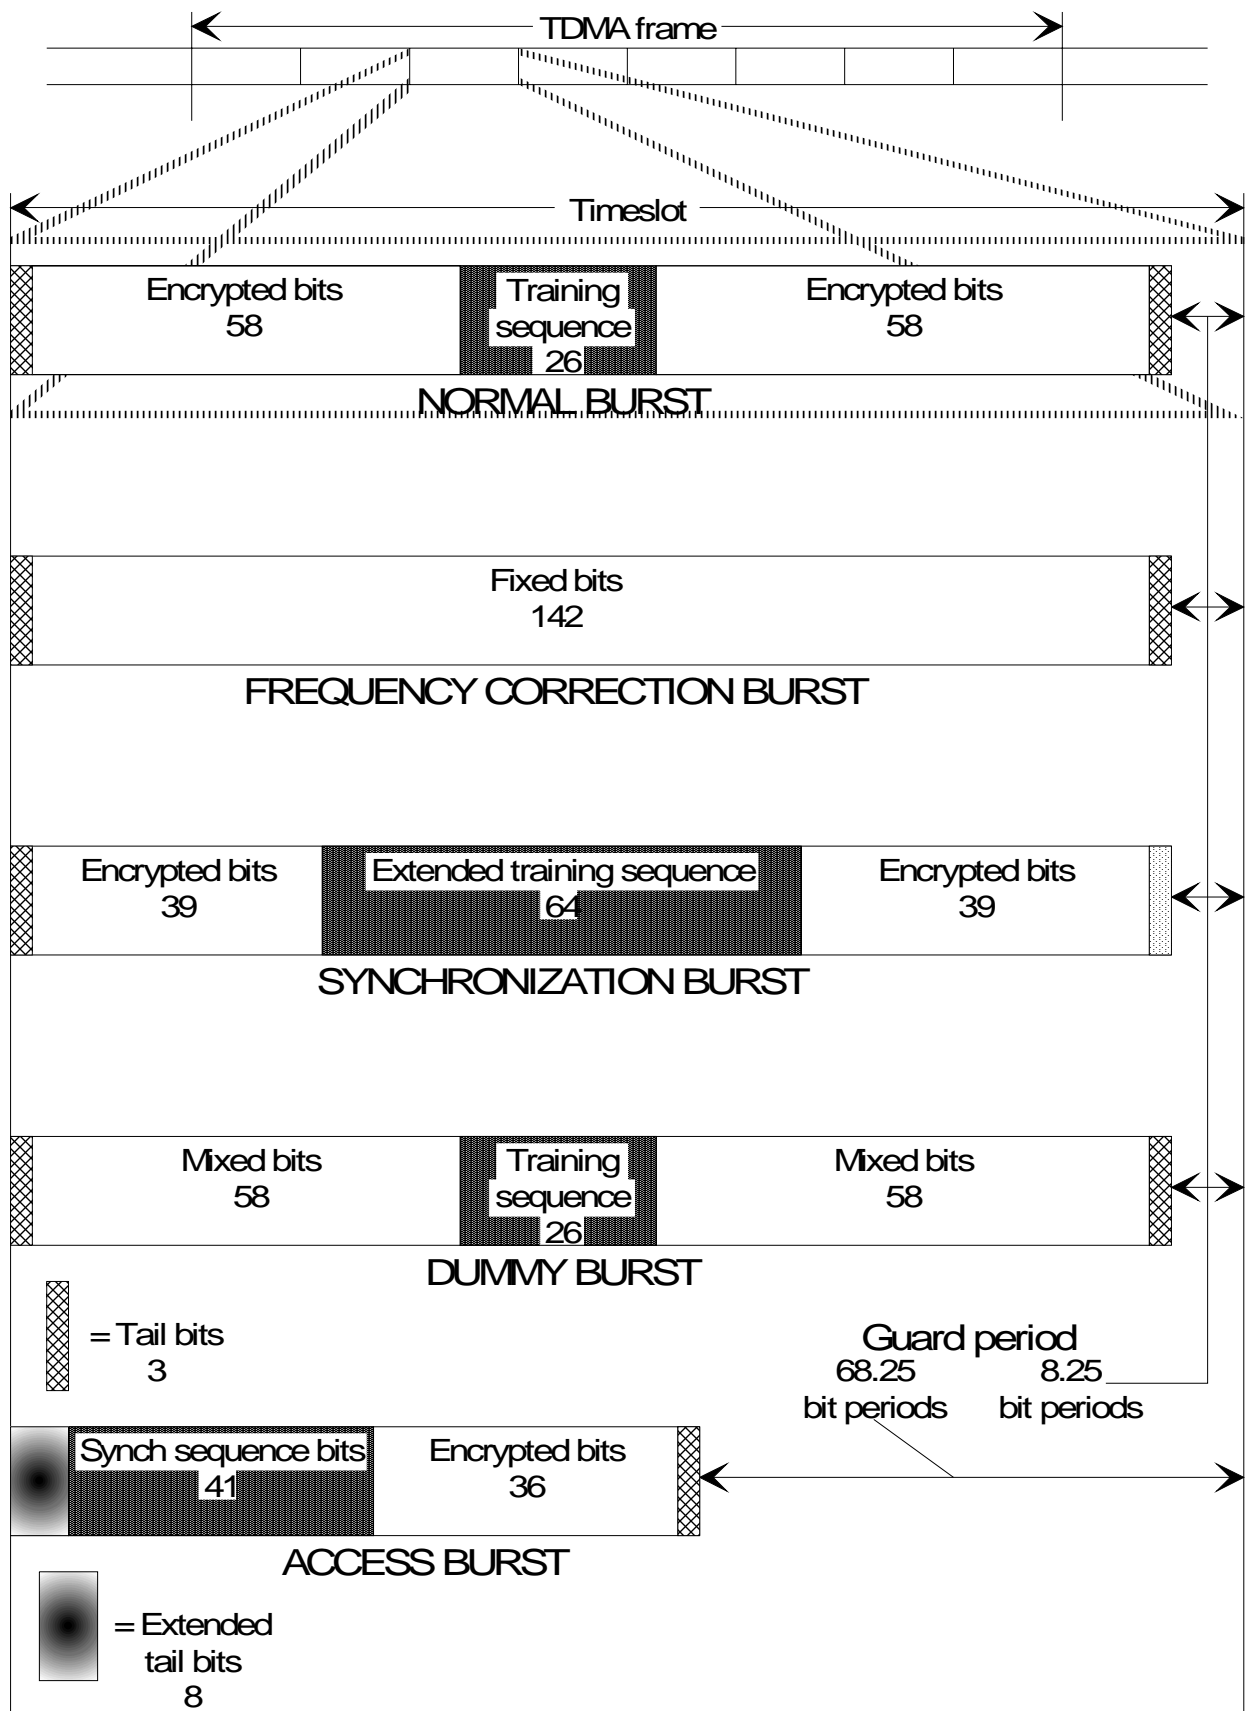 TDMA frame
Timeslot
Encrypted bits
58
Training
sequence
26
Encrypted bits
58
NORMAL BURST
Fixed bits
142
FREQUENCY CORRECTION BURST
Encrypted bits
39
Extended training sequence
64
Encrypted bits
39
SYNCHRONIZATION BURST
Mixed bits
58
Training
sequence
26
Mixed bits
58
DUMMY BURST
= Tail bits
3
Guard period
68.25
bit periods
8.25
bit periods
Synch sequence bits
41
Encrypted bits
36
ACCESS BURST
= Extended
tail bits
8